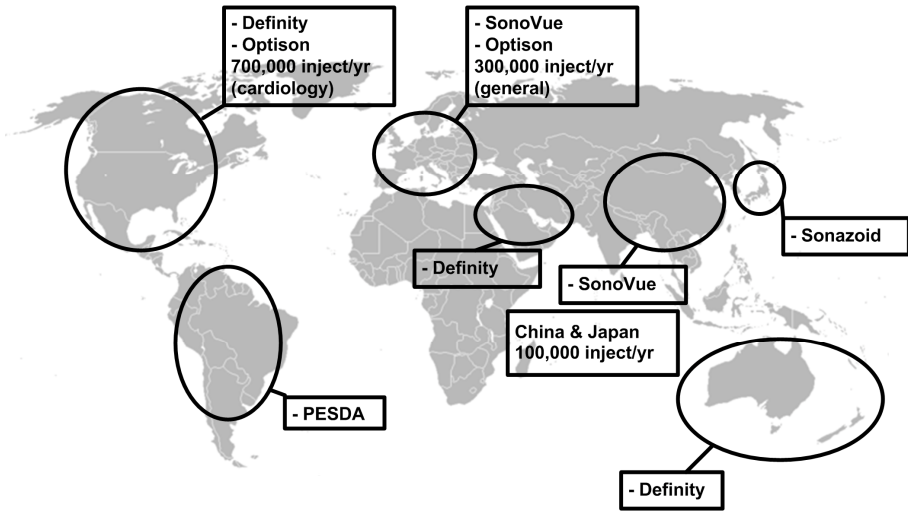 - Definity
- Optison
700,000 inject/yr
(cardiology)
- SonoVue
- Optison
300,000 inject/yr
(general)
- Sonazoid
- Definity
- SonoVue
China & Japan
100,000 inject/yr
- PESDA
- Definity